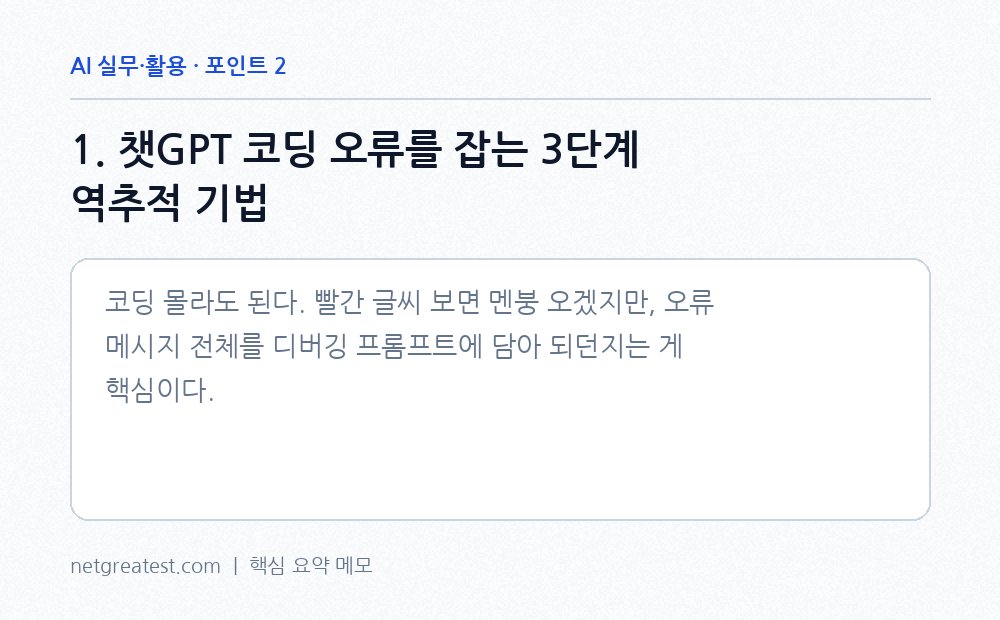 AI 실무·활용 · 포인트 2
1. 챗GPT 코딩 오류를 잡는 3단계
역추적 기법
코딩 몰라도 된다. 빨간 글씨 보면 멘붕 오겠지만, 오류
메시지 전체를 디버깅 프롬프트에 담아 되던지는 게
핵심이다.
netgreatest.com | 핵심 요약 메모